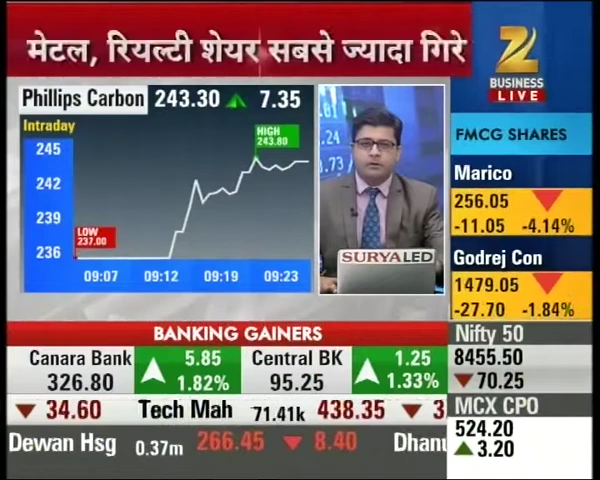 मेटल, रियल्टी शेयर सबसे ज्यादा गिरे
Z
BUSINESS
LIVE
Phillips Carbon 243.30 7.35
Intraday
245
242
239
236
HIGH
243.80
LOW
237.00
09:07 09:12 09:19 09:23
.24
3.73
SURYA LED
FMCG SHARES
Marico
256.05
-11.05 -4.14%
Godrej Con
1479.05
-27.70 -1.84%
BANKING GAINERS
Canara Bank 5.85 Central BK 1.25
326.80 1.82% 95.25 1.33%
Nifty 50
8455.50
70.25
MCX CPO
524.20
3.20
34.60 Tech Mah 71.41k 438.35 3
Dewan Hsg 0.37m 266.45 8.40 Dhanu